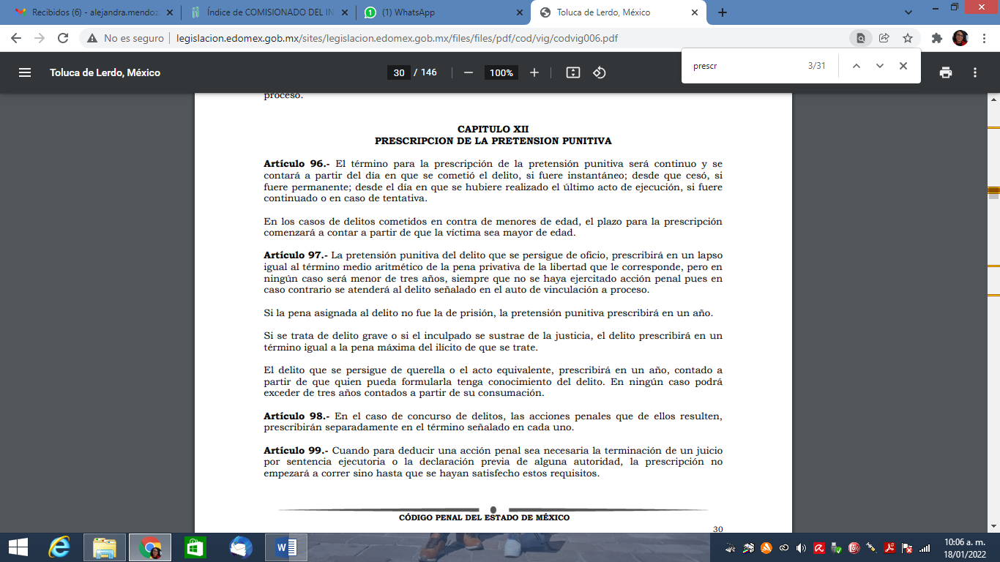 Recibidos (6) - alejandra.mendoz
Índice de COMISIONADO DEL IN
(1) WhatsApp
Toluca de Lerdo, México
No es seguro | legislacion.edomex.gob.mx/sites/legislacion.edomex.gob.mx/files/files/pdf/cod/vig/codvig006.pdf
prescr 3/31
Toluca de Lerdo, México 30 / 146 100%
proceso.
CAPITULO XII
PRESCRIPCION DE LA PRETENSION PUNITIVA
Artículo 96.- El término para la prescripción de la pretensión punitiva será continuo y se
contará a partir del día en que se cometió el delito, si fuere instantáneo; desde que cesó, si
fuere permanente; desde el día en que se hubiere realizado el último acto de ejecución, si fuere
continuado o en caso de tentativa.
En los casos de delitos cometidos en contra de menores de edad, el plazo para la prescripción
comenzará a contar a partir de que la víctima sea mayor de edad.
Artículo 97.- La pretensión punitiva del delito que se persigue de oficio, prescribirá en un lapso
igual al término medio aritmético de la pena privativa de la libertad que le corresponde, pero en
ningún caso será menor de tres años, siempre que no se haya ejercitado acción penal pues en
caso contrario se atenderá al delito señalado en el auto de vinculación a proceso.
Si la pena asignada al delito no fue la de prisión, la pretensión punitiva prescribirá en un año.
Si se trata de delito grave o si el inculpado se sustrae de la justicia, el delito prescribirá en un
término igual a la pena máxima del ilícito de que se trate.
El delito que se persigue de querella o el acto equivalente, prescribirá en un año, contado a
partir de que quien pueda formularla tenga conocimiento del delito. En ningún caso podrá
exceder de tres años contados a partir de su consumación.
Artículo 98.- En el caso de concurso de delitos, las acciones penales que de ellos resulten,
prescribirán separadamente en el término señalado en cada uno.
Artículo 99.- Cuando para deducir una acción penal sea necesaria la terminación de un juicio
por sentencia ejecutoria o la declaración previa de alguna autoridad, la prescripción no
empezará a correr sino hasta que se hayan satisfecho estos requisitos.
CÓDIGO PENAL DEL ESTADO DE MÉXICO
30
10:06 a. m.
18/01/2022